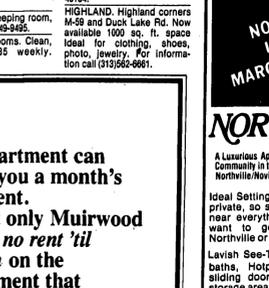 eeping room,
49-9495.
ooms. Clean,
35 weekly.
HIGHLAND. Highland corners
M-59 and Duck Lake Rd. Now
available 1000 sq. ft. space
Ideal for clothing, shoes,
photo, jewelry. For informa-
tion call (313)562-6661.
artment can
you a month's
ent.
only Muirwood
no rent 'til
on the
ment that
NO
MARC
NOR
A Luxurious Ap
Community in t
Northville/Novi
Ideal Setting
private, so s
near everyth
want to g
Northville or
Lavish See-T
baths, Hotp
sliding door
storage area